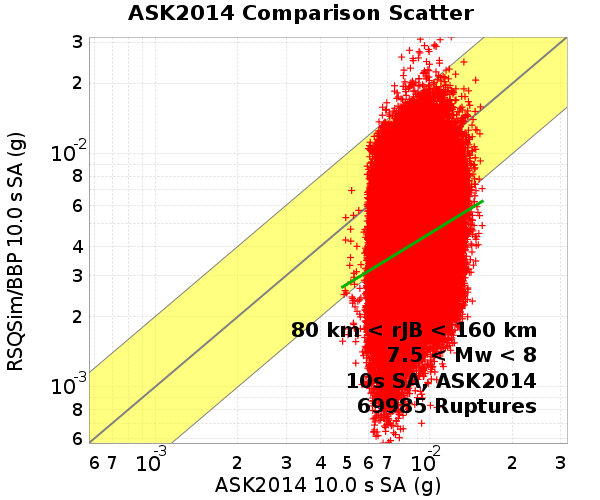 ASK2014 Comparison Scatter
RSQSim/BBP 10.0 s SA (g)
3
2
10-2
8
6
4
3
2
10-3
8
6
80 km < rJB < 160 km
7.5 < Mw < 8
10s SA, ASK2014
69985 Ruptures
6 7 10-3 2 3 4 5 6 7 10-2 2 3
ASK2014 10.0 s SA (g)